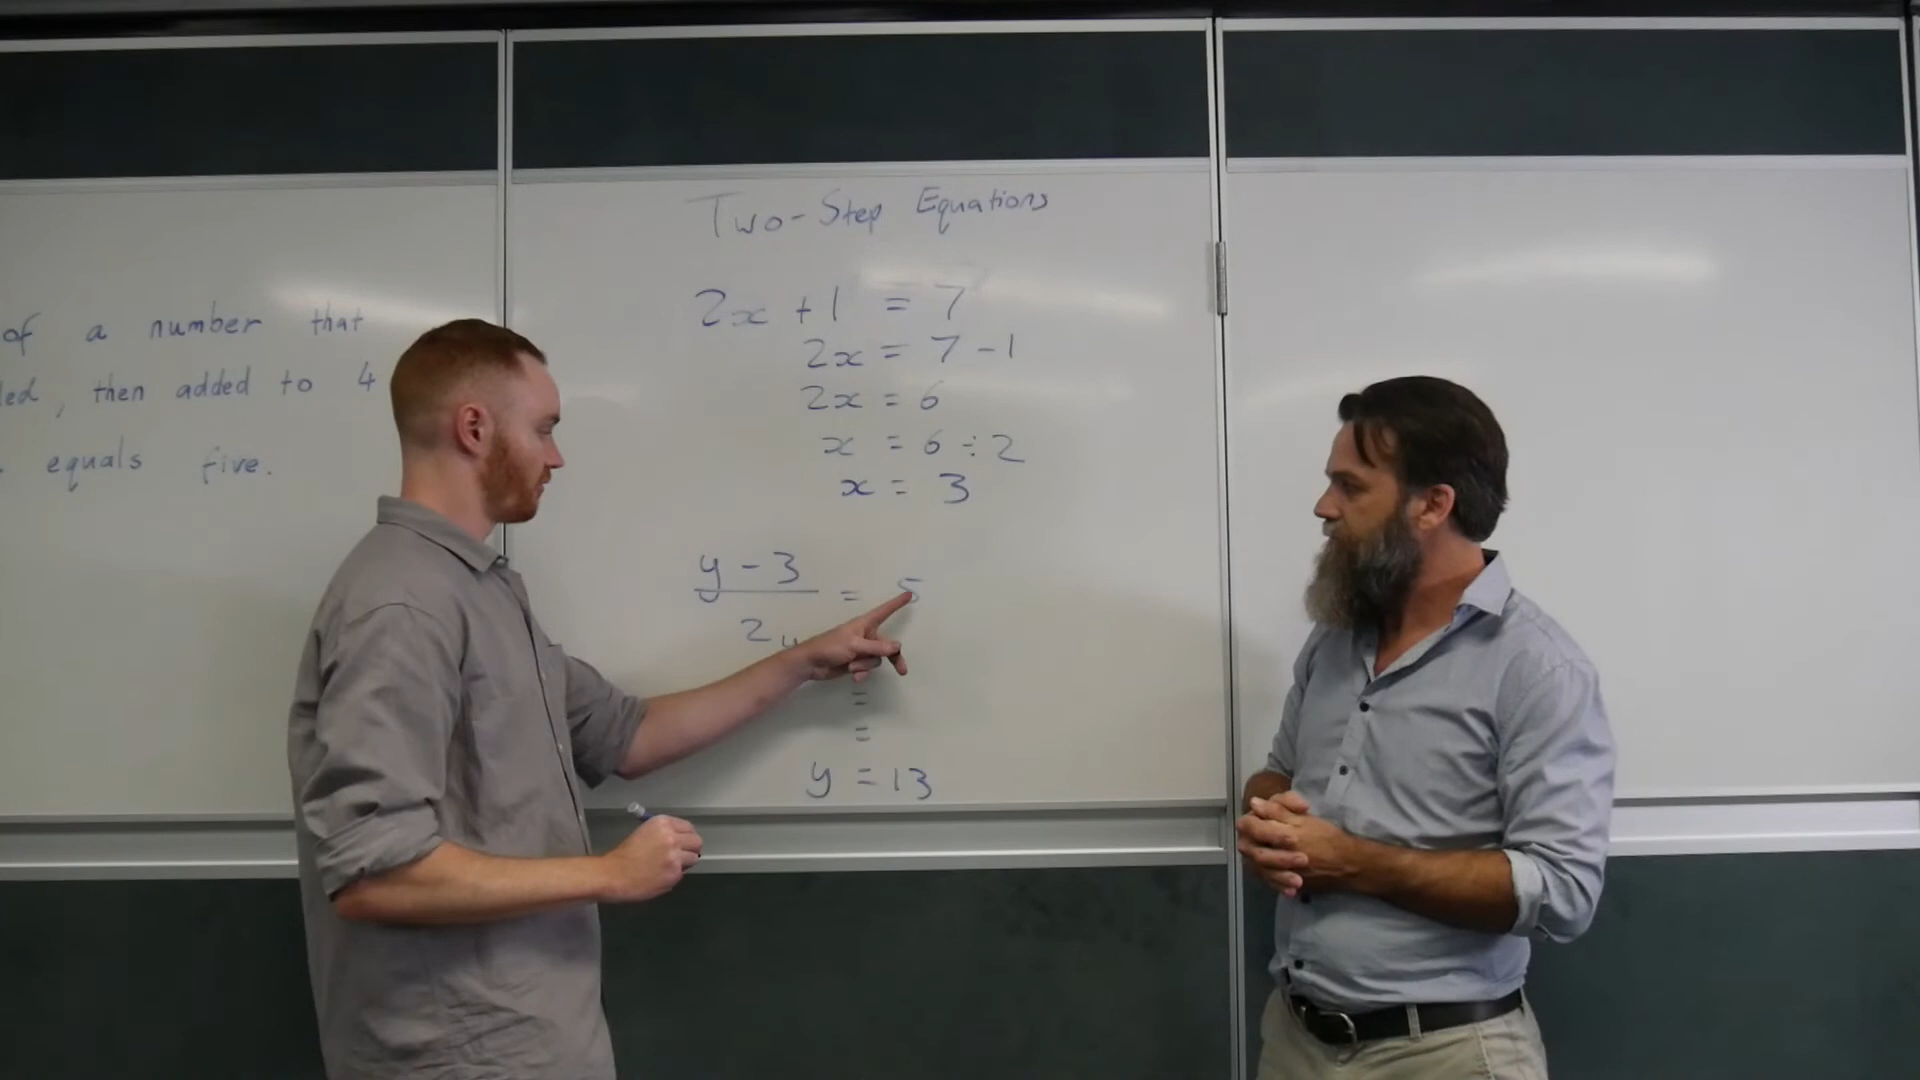 of a number that
led, then added to 4
equals five.
Two-Step Equations
2x + 1 = 7
2x = 7 - 1
2x = 6
x = 6 ÷ 2
x = 3
y - 3
= 5
2
=
=
y = 13